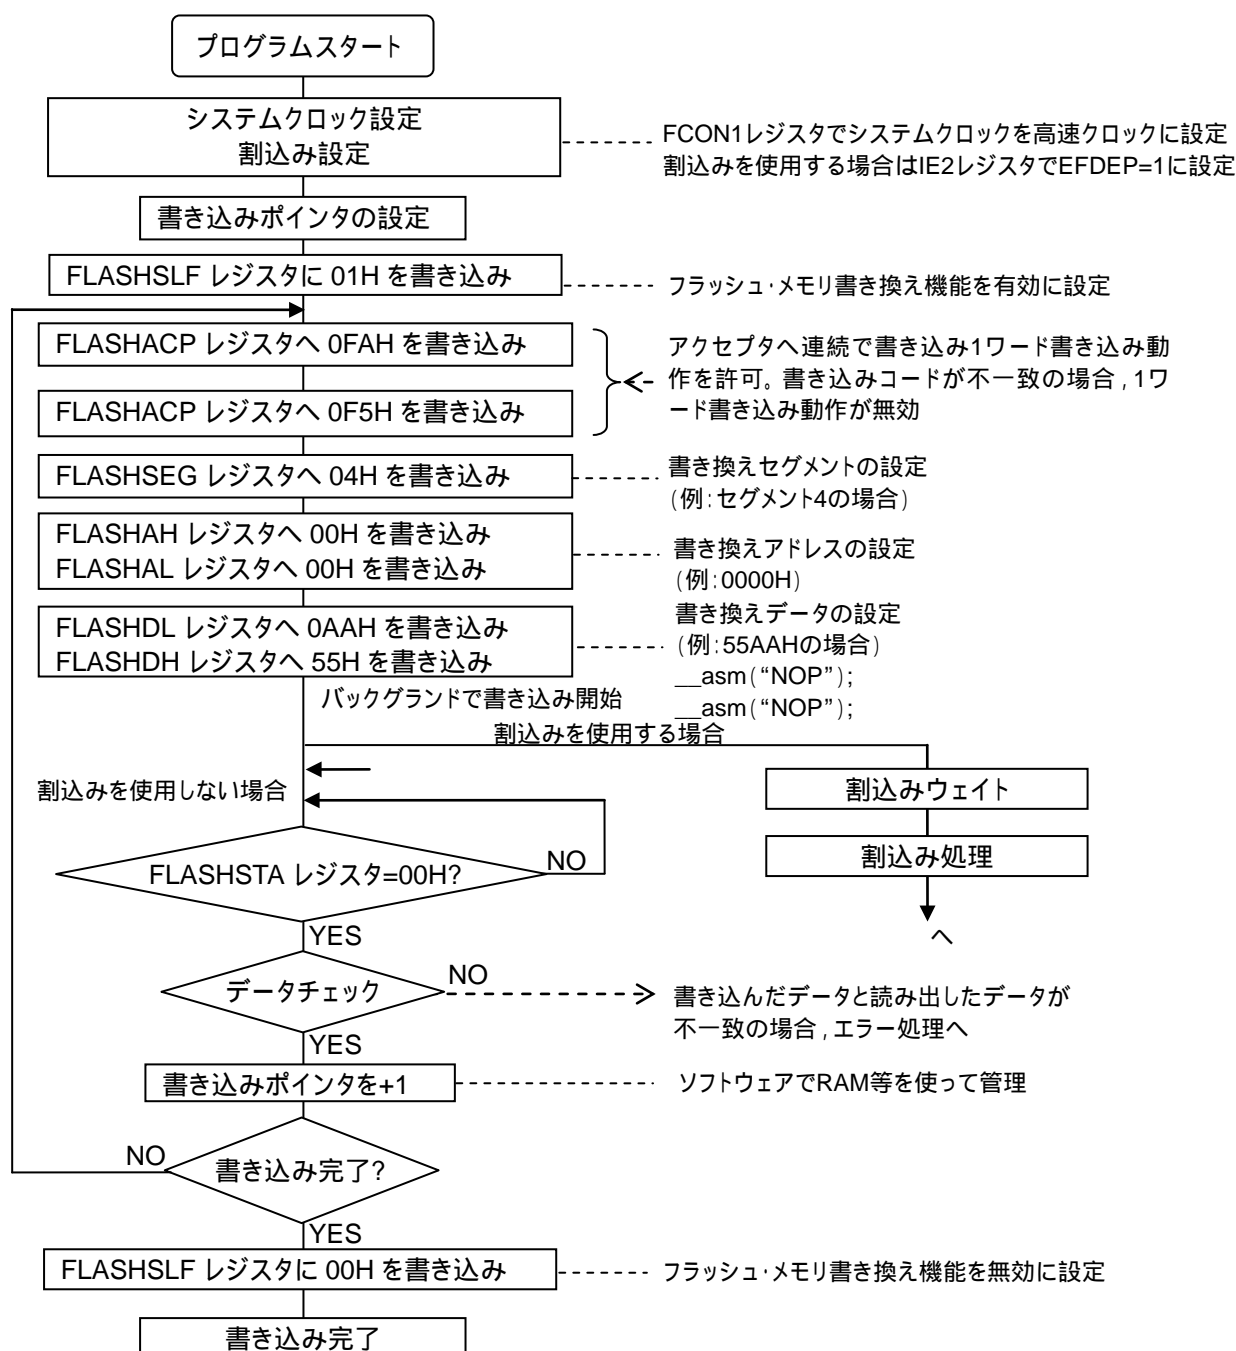 プログラムスタート
システムクロック設定
割込み設定
FCON1レジスタでシステムクロックを高速クロックに設定
割込みを使用する場合はIE2レジスタでEFDEP=1に設定
書き込みポインタの設定
FLASHSLF レジスタに 01H を書き込み
フラッシュ・メモリ書き換え機能を有効に設定
FLASHACP レジスタへ 0FAH を書き込み
FLASHACP レジスタへ 0F5H を書き込み
アクセプタへ連続で書き込み1ワード書き込み動
作を許可。書き込みコードが不一致の場合,1ワ
ード書き込み動作が無効
FLASHSEG レジスタへ 04H を書き込み
書き換えセグメントの設定
(例:セグメント4の場合)
FLASHAH レジスタへ 00H を書き込み
FLASHAL レジスタへ 00H を書き込み
書き換えアドレスの設定
(例:0000H)
FLASHDL レジスタへ 0AAH を書き込み
FLASHDH レジスタへ 55H を書き込み
書き換えデータの設定
(例:55AAHの場合)
__asm(“NOP”);
__asm(“NOP”);
バックグランドで書き込み開始
割込みを使用する場合
割込みを使用しない場合
割込みウェイト
割込み処理
へ
FLASHSTA レジスタ=00H?
NO
YES
データチェック
NO
書き込んだデータと読み出したデータが
不一致の場合,エラー処理へ
YES
書き込みポインタを+1
ソフトウェアでRAM等を使って管理
NO
書き込み完了?
YES
FLASHSLF レジスタに 00H を書き込み
フラッシュ・メモリ書き換え機能を無効に設定
書き込み完了